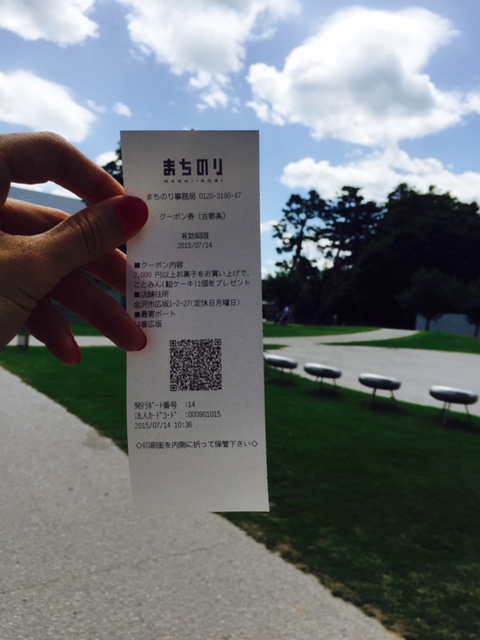 まちのり
MACHI-NORI
まちのり事務局 0120-3190-47
クーポン券（古都美）
有効期限
2015/07/14
■クーポン内容
2,000 円以上お菓子をお買い上げで、
ことみん(飴ケーキ)1個をプレゼント
■店舗住所
金沢市広坂1-2-27(定休日月曜日)
■最寄ポート
番広坂
発行ﾎﾟｰﾄ番号 :14
法人ｶｰﾄﾞｺｰﾄﾞ :000901015
2015/07/14 10:36
◇印刷面を内側に折って保管下さい◇